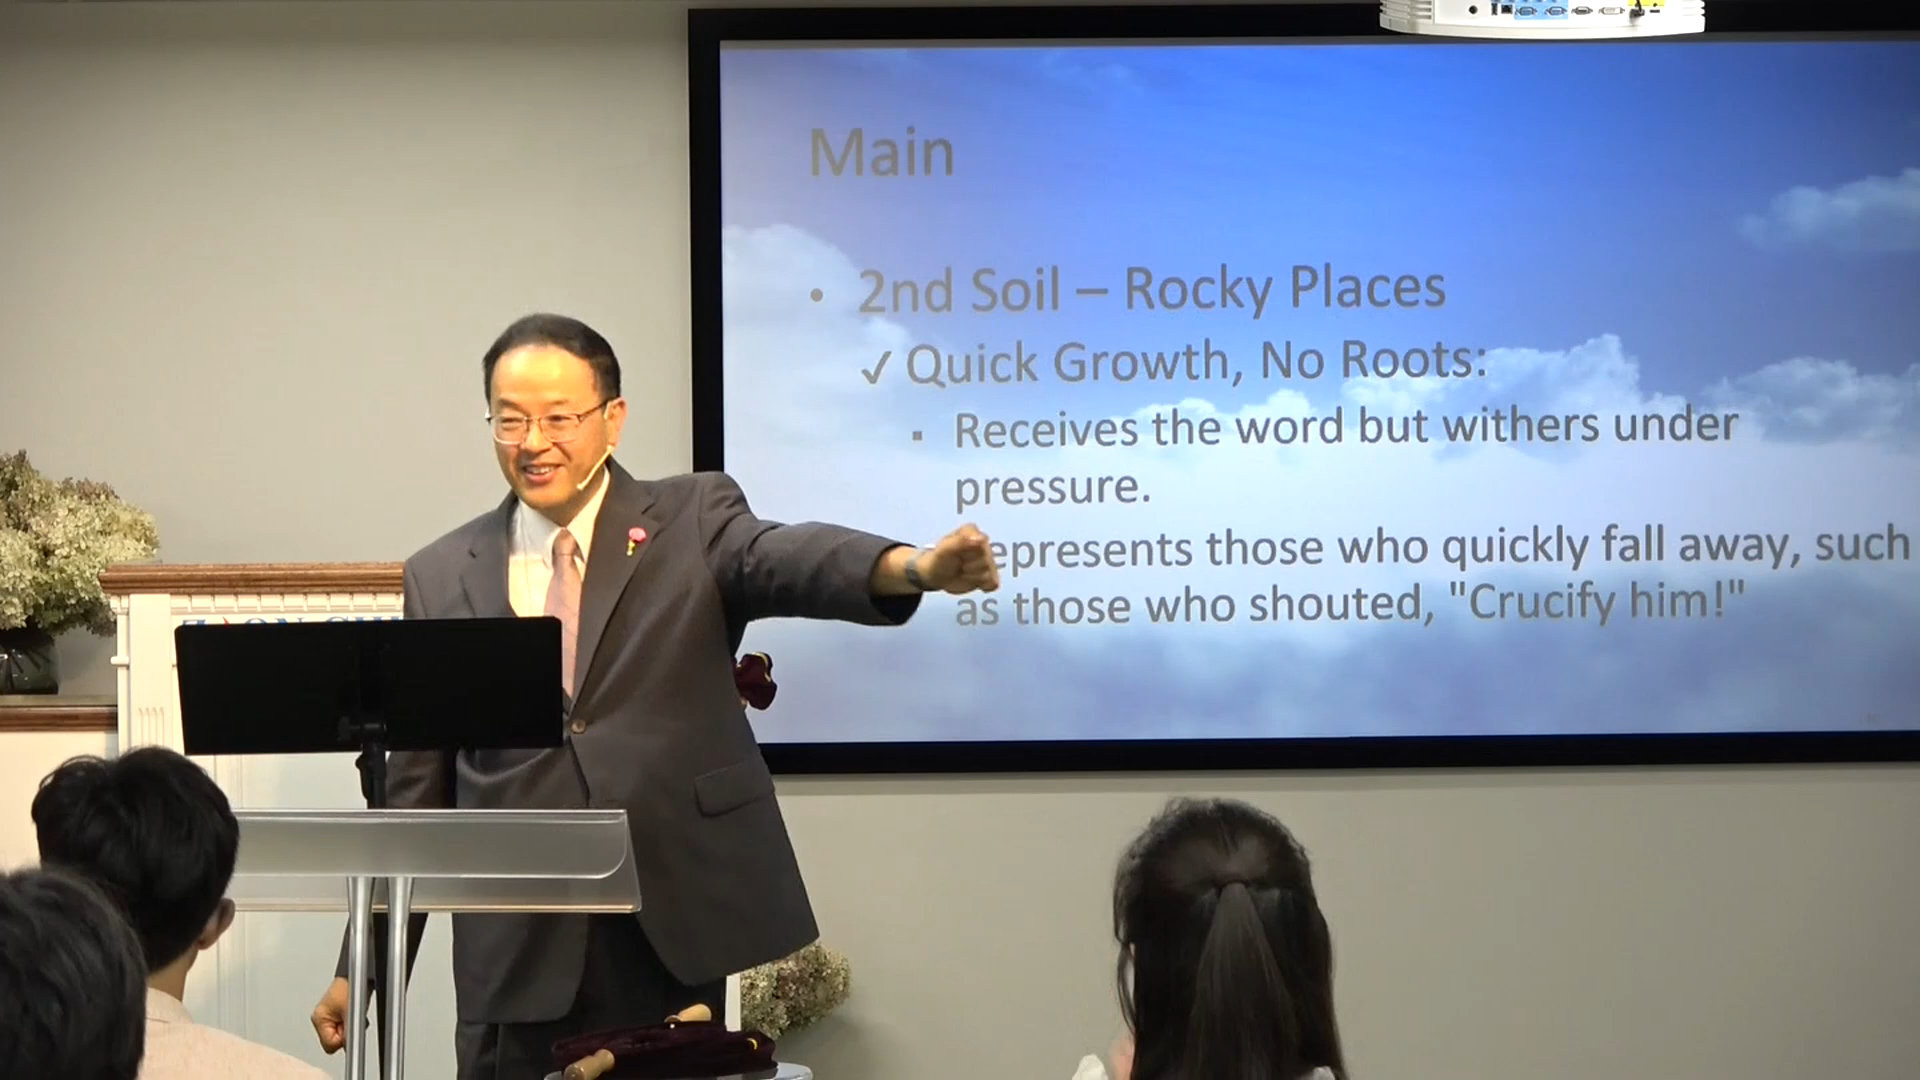 Main
• 2nd Soil – Rocky Places
✓ Quick Growth, No Roots:
▪ Receives the word but withers under
pressure.
those who quickly fall away, such
as those who shouted, "Crucify him!"